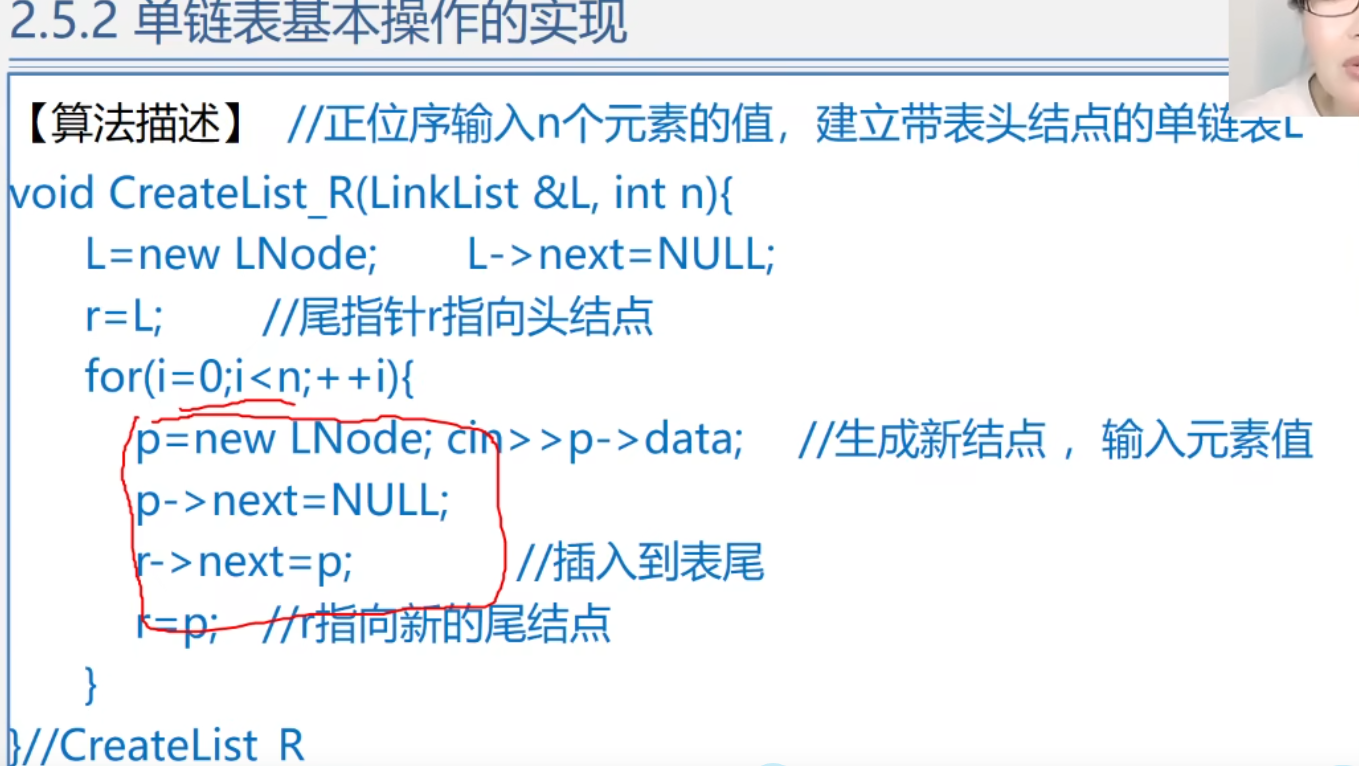 2.5.2 单链表基本操作的实现
【算法描述】 //正位序输入n个元素的值，建立带表头结点的单链表L
void CreateList_R(LinkList &L, int n){
L=new LNode; L->next=NULL;
r=L; //尾指针r指向头结点
for(i=0;i<n;++i){
p=new LNode; cin>>p->data; //生成新结点，输入元素值
p->next=NULL;
r->next=p; //插入到表尾
r=p; //r指向新的尾结点
}
}//CreateList_R